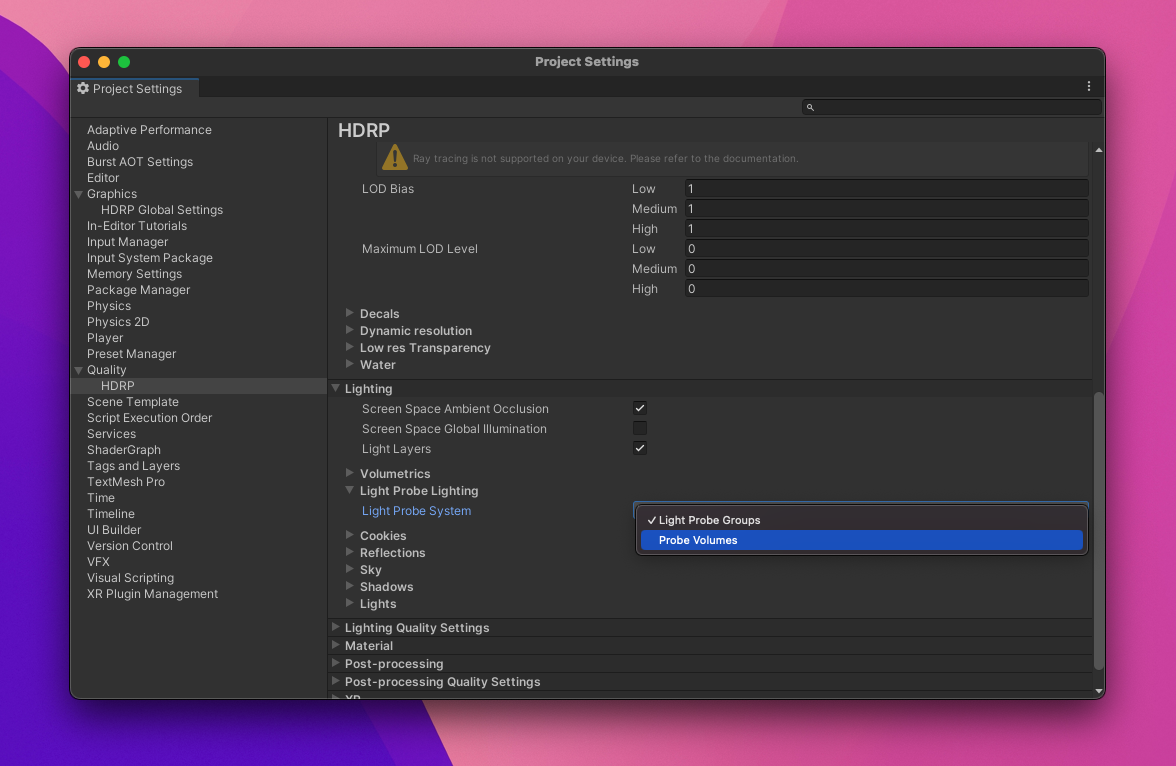 Project Settings
Project Settings
Adaptive Performance
Audio
Burst AOT Settings
Editor
Graphics
HDRP Global Settings
In-Editor Tutorials
Input Manager
Input System Package
Memory Settings
Package Manager
Physics
Physics 2D
Player
Preset Manager
Quality
HDRP
Scene Template
Script Execution Order
Services
ShaderGraph
Tags and Layers
TextMesh Pro
Time
Timeline
UI Builder
Version Control
VFX
Visual Scripting
XR Plugin Management
HDRP
Ray tracing is not supported on your device. Please refer to the documentation.
LOD Bias Low 1
Medium 1
High 1
Maximum LOD Level Low 0
Medium 0
High 0
Decals
Dynamic resolution
Low res Transparency
Water
Lighting
Screen Space Ambient Occlusion
Screen Space Global Illumination
Light Layers
Volumetrics
Light Probe Lighting
Light Probe System
Light Probe Groups
Probe Volumes
Cookies
Reflections
Sky
Shadows
Lights
Lighting Quality Settings
Material
Post-processing
Post-processing Quality Settings
XR